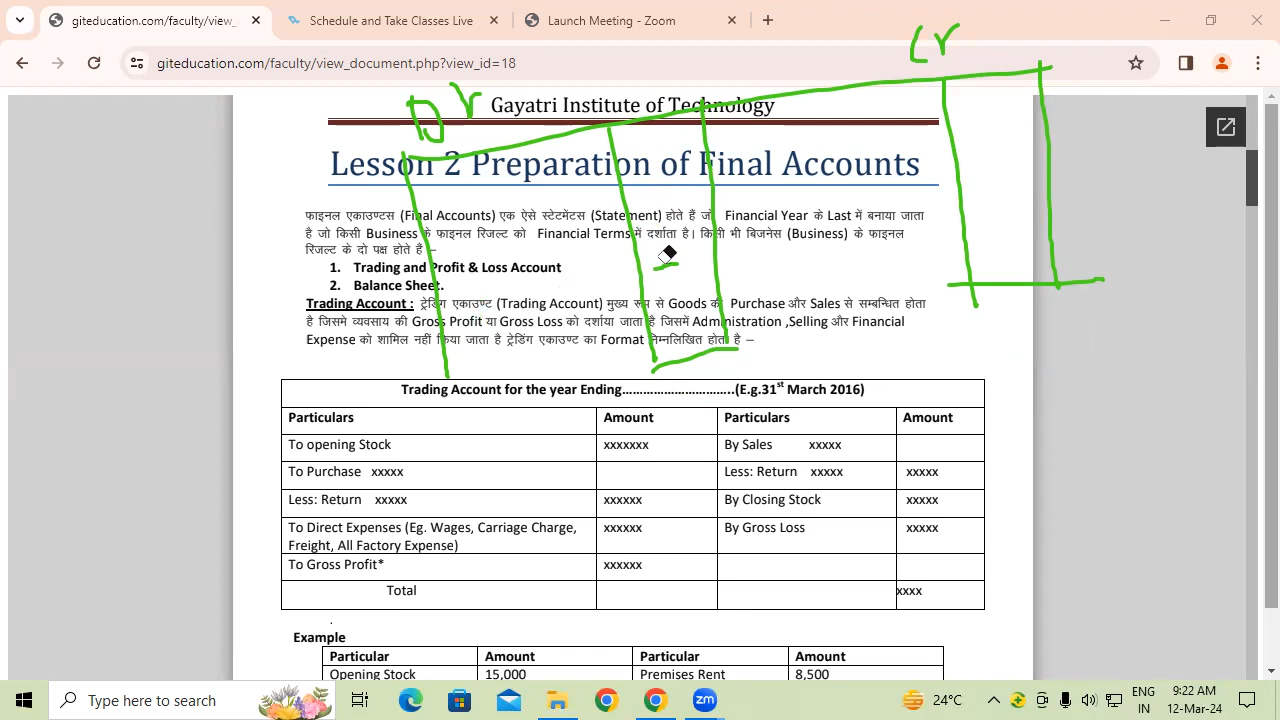 giteducation.com/faculty/view_
Schedule and Take Classes Live
Launch Meeting - Zoom
giteducation.com/faculty/view_document.php?view_id=18
Cr
Dr
Gayatri Institute of Technology
Lesson 2 Preparation of Final Accounts
फाइनल एकाउण्टस (Final Accounts) एक ऐसे स्टेटमेंटस (Statement) होते हैं जो Financial Year के Last में बनाया जाता
है जो किसी Business के फाइनल रिजल्ट को Financial Terms में दर्शाता है। किसी भी बिजनेस (Business) के फाइनल
रिजल्ट के दो पक्ष होते हैं –
1. Trading and Profit & Loss Account
2. Balance Sheet.
Trading Account : ट्रेडिंग एकाउण्ट (Trading Account) मुख्य रूप से Goods की Purchase और Sales से सम्बन्धित होता
है जिसमे व्यवसाय की Gross Profit या Gross Loss को दर्शाया जाता है जिसमें Administration ,Selling और Financial
Expense को शामिल नहीं किया जाता है ट्रेडिंग एकाउण्ट का Format निम्नलिखित होता है –
Trading Account for the year Ending…………………………..(E.g.31st March 2016)
Particulars Amount Particulars Amount
To opening Stock xxxxxxx By Sales xxxxx
To Purchase xxxxx Less: Return xxxxx xxxxx
Less: Return xxxxx xxxxxx By Closing Stock xxxxx
To Direct Expenses (Eg. Wages, Carriage Charge, xxxxxx By Gross Loss xxxxx
Freight, All Factory Expense)
To Gross Profit* xxxxxx
Total xxxx
.
Example
Particular Amount Particular Amount
Opening Stock 15,000 Premises Rent 8,500
Type here to search
24°C
ENG
IN
9:22 AM
12-Mar-24